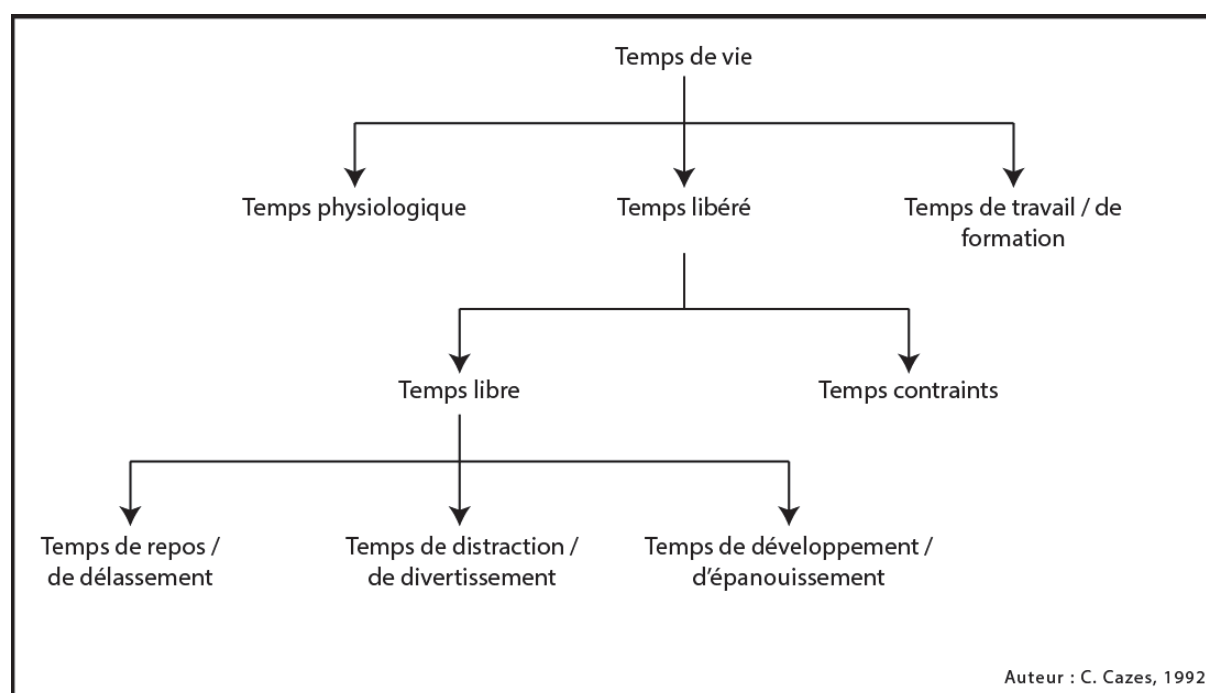 Temps de vie
Temps physiologique
Temps libéré
Temps de travail / de
formation
Temps libre
Temps contraints
Temps de repos /
de délassement
Temps de distraction /
de divertissement
Temps de développement /
d'épanouissement
Auteur : C. Cazes, 1992